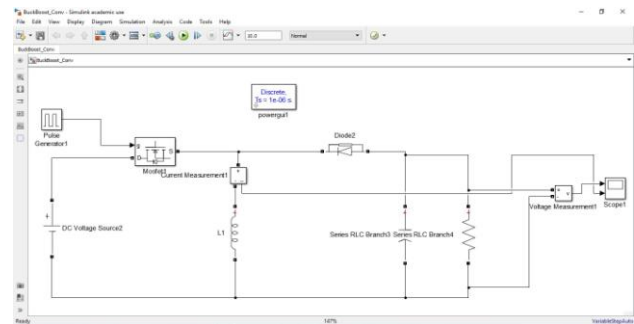 BuckBoost_Conv - Simulink academic use
File Edit View Display Diagram Simulation Analysis Code Tools Help
10.0 Normal
BuckBoost_Conv
BuckBoost_Conv
Discrete,
Ts = 1e-06 s.
powergui1
Pulse
Generator1
g
D
S
Mosfet1
Current Measurement1
Diode2
DC Voltage Source2
L1
Series RLC Branch3
Series RLC Branch4
Voltage Measurement1
Scope1
Ready
147%
VariableStepAuto